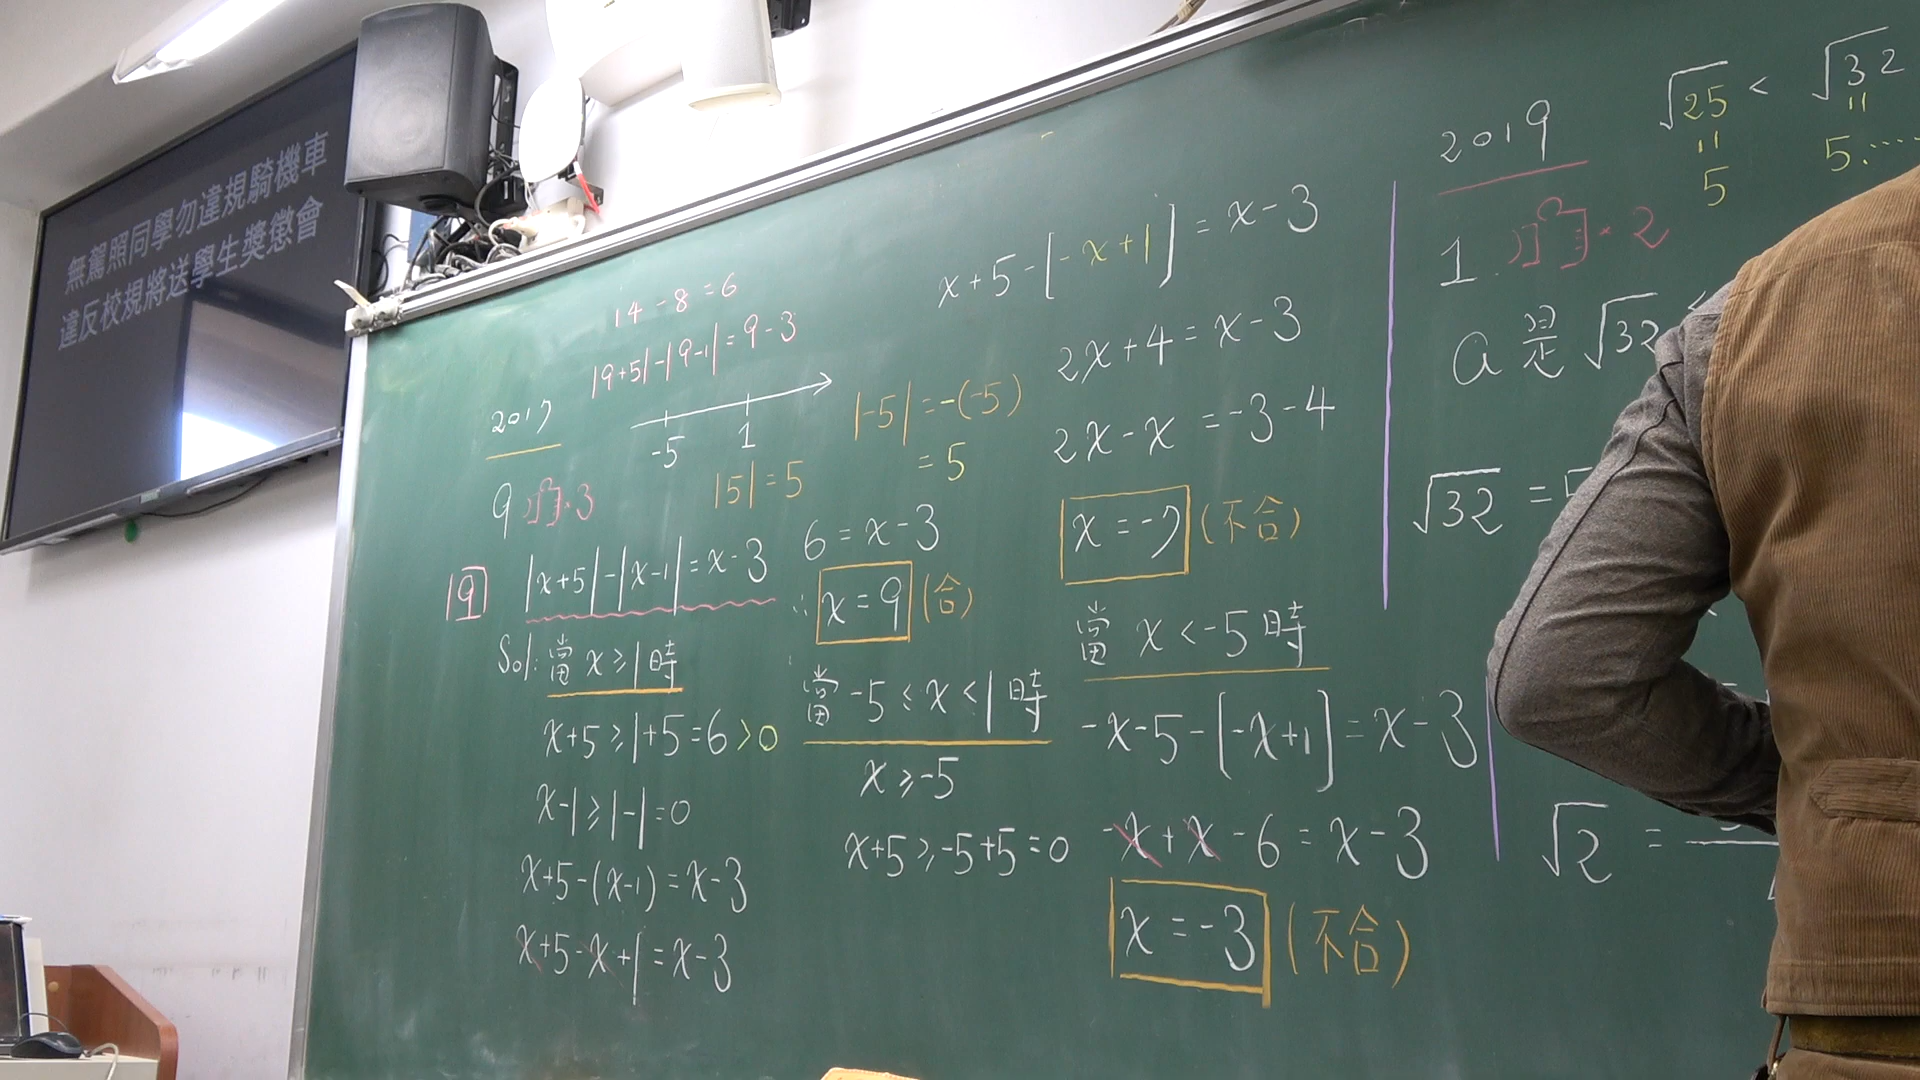 無駕照同學勿違規騎機車
違反校規將送學生獎懲會
14-8=6
|9+5|-|9-1|=9-3
2017
-5 1
|5|=5
|-5|=-(-5)
=5
9
×3
19
|x+5|-|x-1|=x-3
Sol: 當 x≥1時
x+5≥1+5=6>0
x-1≥1-1=0
x+5-(x-1)=x-3
x+5-x+1=x-3
6=x-3
∴ x=9 (合)
當 -5≤x<1時
x≥-5
x+5≥-5+5=0
x+5-[-x+1]=x-3
2x+4=x-3
2x-x=-3-4
x=-7 (不合)
當 x<-5時
-x-5-[-x+1]=x-3
-x+x-6=x-3
x=-3 (不合)
2019
√25 < √32
5 5.....
1. ×2
a是√32
√32 =
√2 =